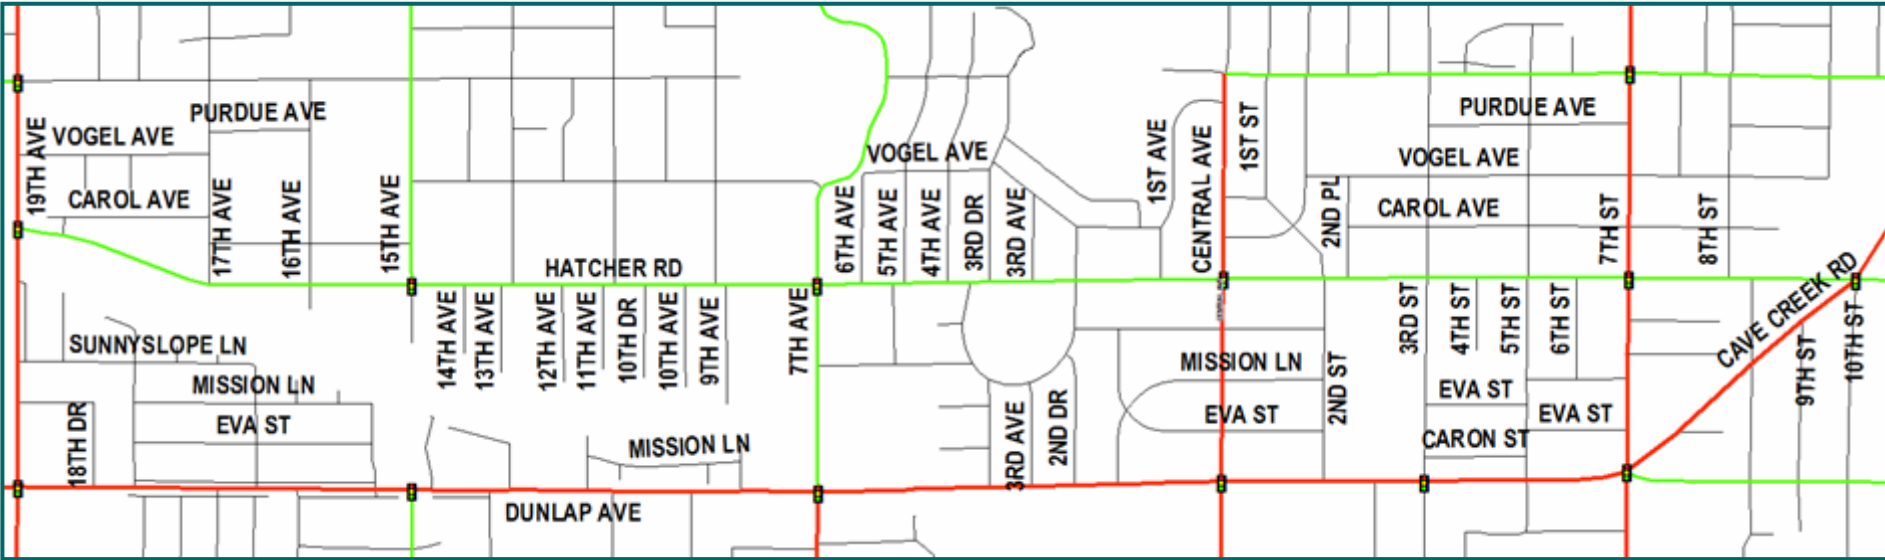 PURDUE AVE
VOGEL AVE
CAROL AVE
19TH AVE
17TH AVE
16TH AVE
15TH AVE
HATCHER RD
VOGEL AVE
6TH AVE
5TH AVE
4TH AVE
3RD DR
3RD AVE
1ST AVE
CENTRAL AVE
1ST ST
PURDUE AVE
VOGEL AVE
CAROL AVE
2ND PL
7TH ST
8TH ST
SUNNYSLOPE LN
MISSION LN
EVA ST
18TH DR
14TH AVE
13TH AVE
12TH AVE
11TH AVE
10TH DR
10TH AVE
9TH AVE
7TH AVE
MISSION LN
DUNLAP AVE
3RD AVE
2ND DR
MISSION LN
EVA ST
2ND ST
3RD ST
4TH ST
5TH ST
6TH ST
EVA ST
EVA ST
CARON ST
CAVE CREEK RD
9TH ST
10TH ST